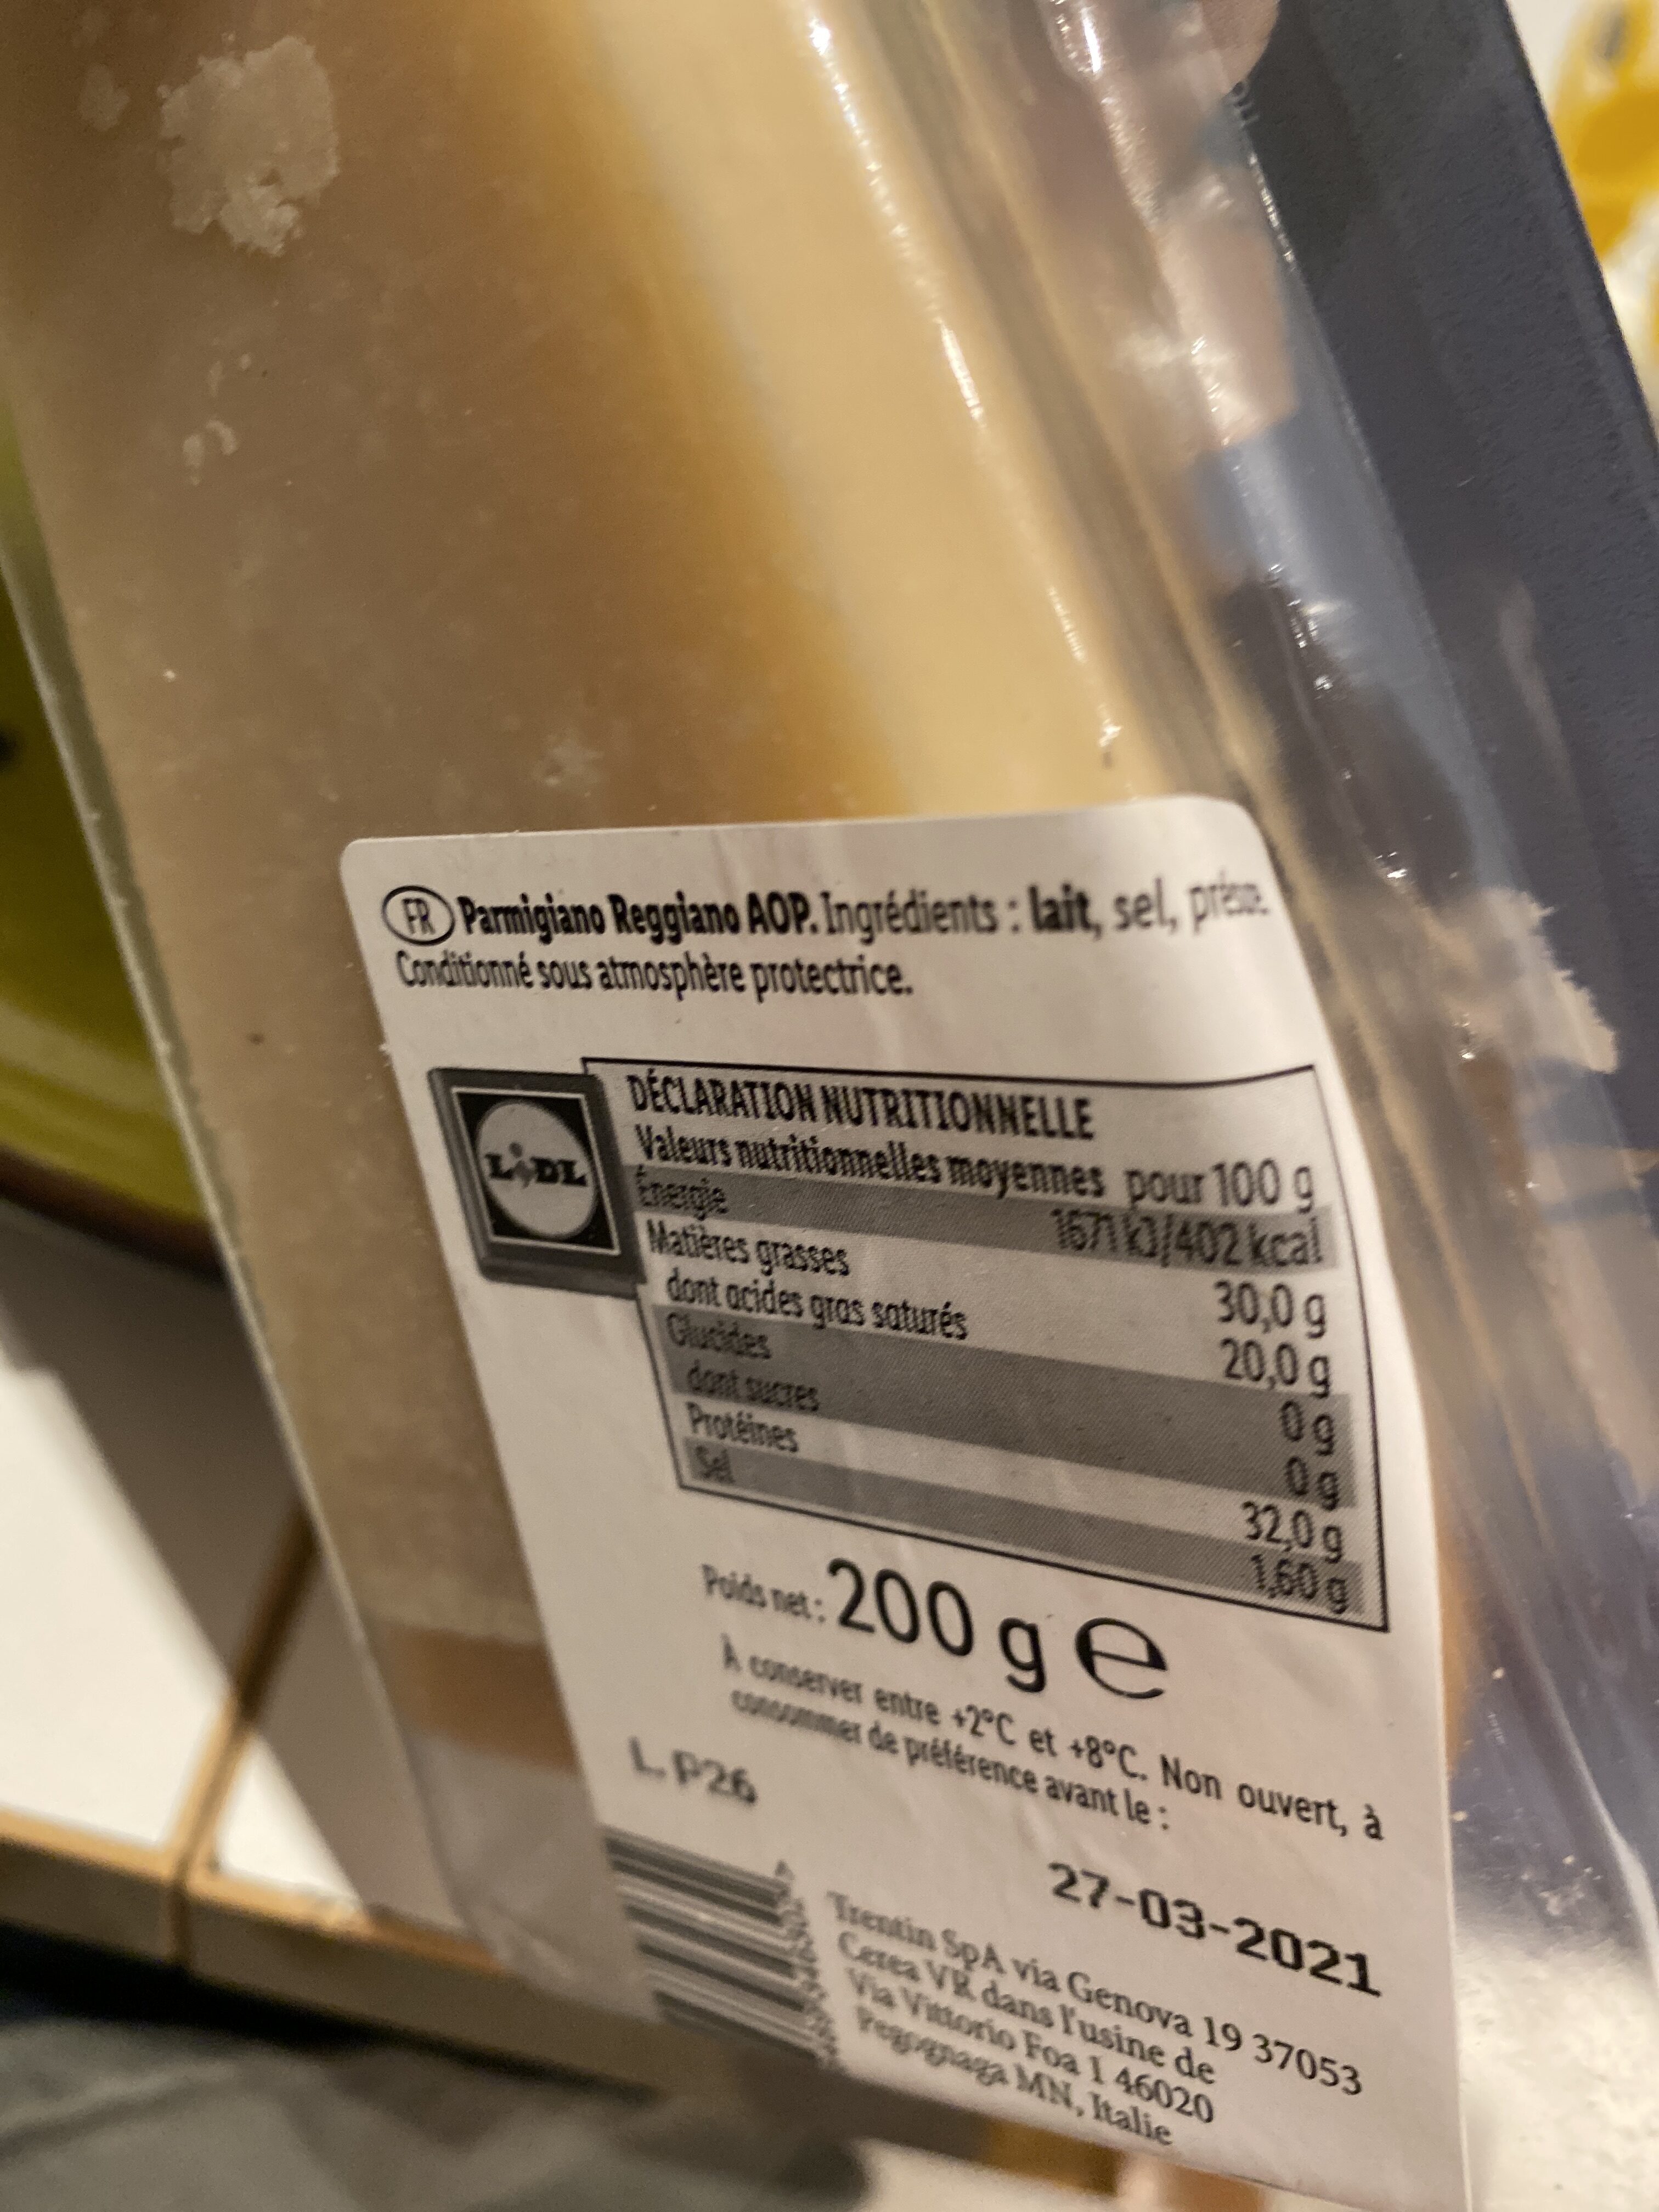 FR Parmigiano Reggiano AOP. Ingrédients : lait, sel, présure.
Conditionné sous atmosphère protectrice.
LiDL
DÉCLARATION NUTRITIONNELLE
Valeurs nutritionnelles moyennes pour 100 g
Énergie 1671 kJ/402 kcal
Matières grasses 30,0 g
dont acides gras saturés 20,0 g
Glucides 0 g
dont sucres 0 g
Protéines 32,0 g
Sel 1,60 g
Poids net : 200 g e
À conserver entre +2°C et +8°C. Non ouvert, à
consommer de préférence avant le :
L. P26
27-03-2021
Trentin SpA via Genova 19 37053
Cerea VR dans l'usine de
Via Vittorio Foa 1 46020
Pegognaga MN, Italie